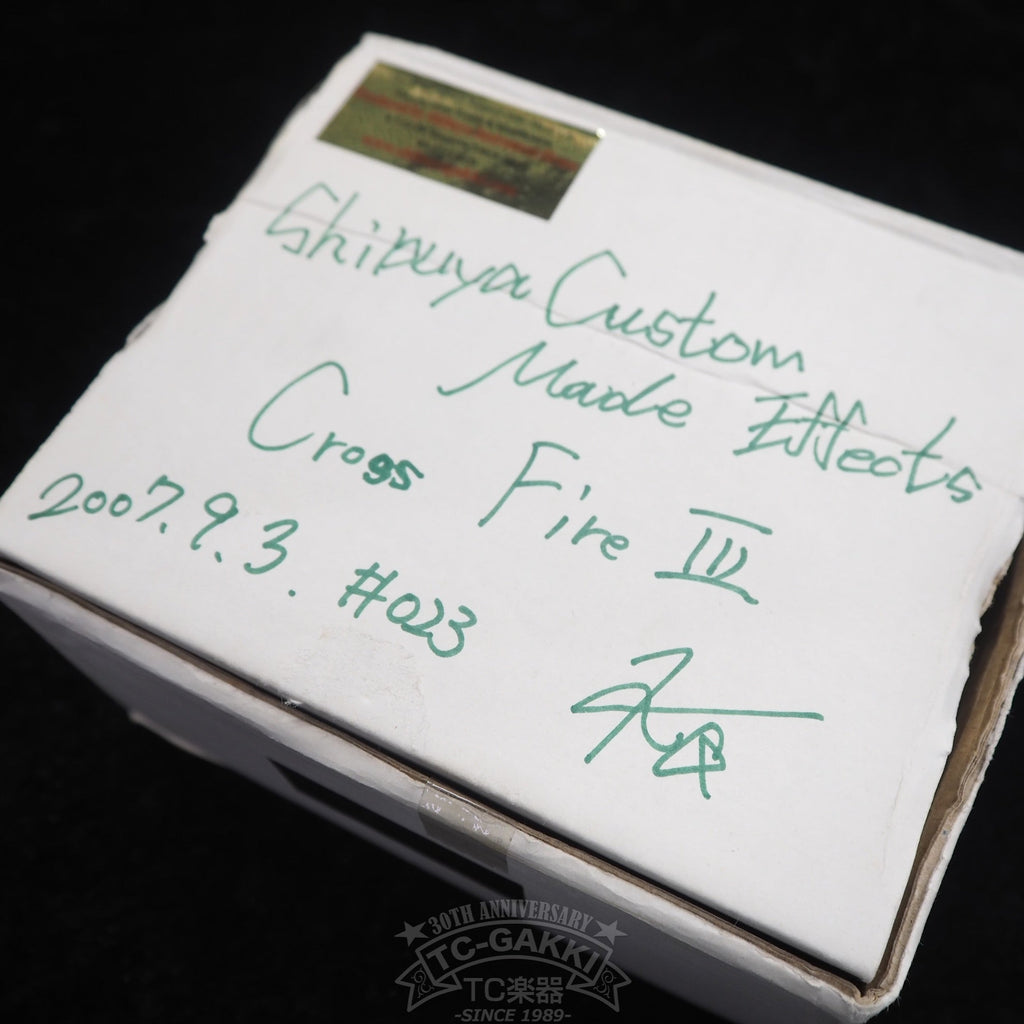 Shibuya Custom
Made Effects
Cross Fire III
2007.9.3. #023
30TH ANNIVERSARY
TC-GAKKI
TC楽器
-SINCE 1989-